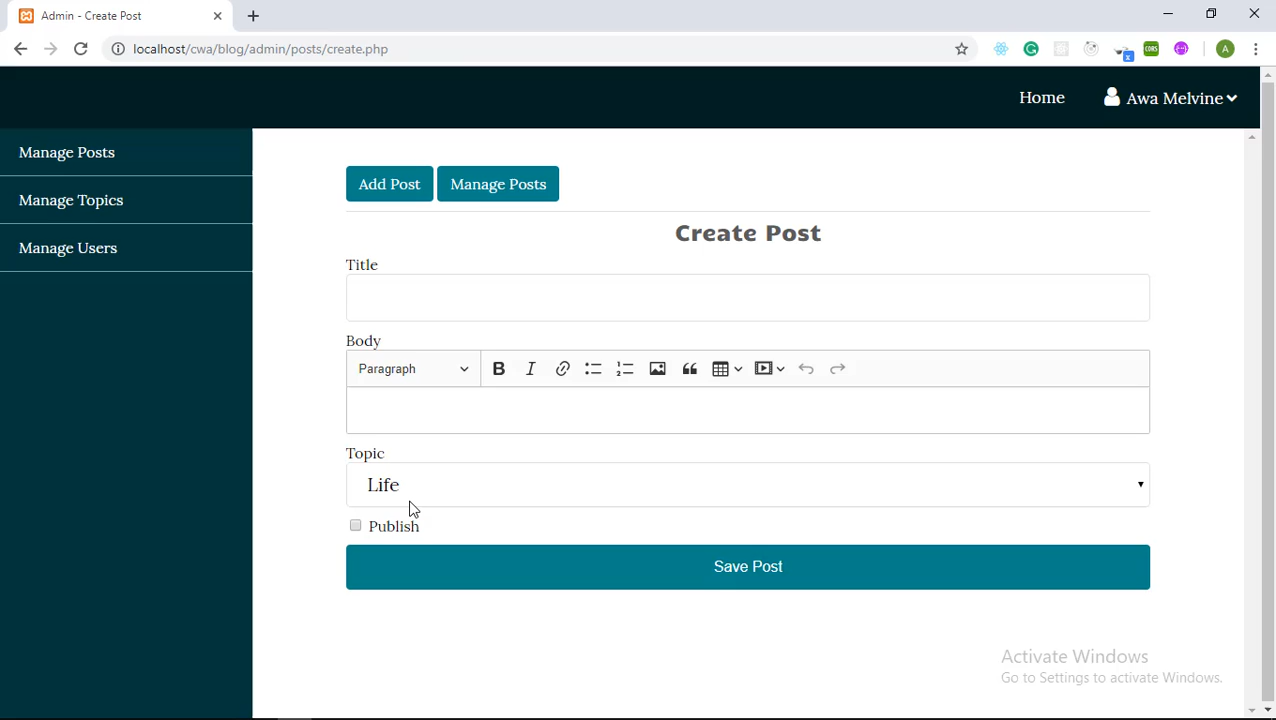 Admin - Create Post
localhost/cwa/blog/admin/posts/create.php
CORS
A
Home
Awa Melvine
Manage Posts
Manage Topics
Manage Users
Add Post
Manage Posts
Create Post
Title
Body
Paragraph
Topic
Life
Publish
Save Post
Activate Windows
Go to Settings to activate Windows.